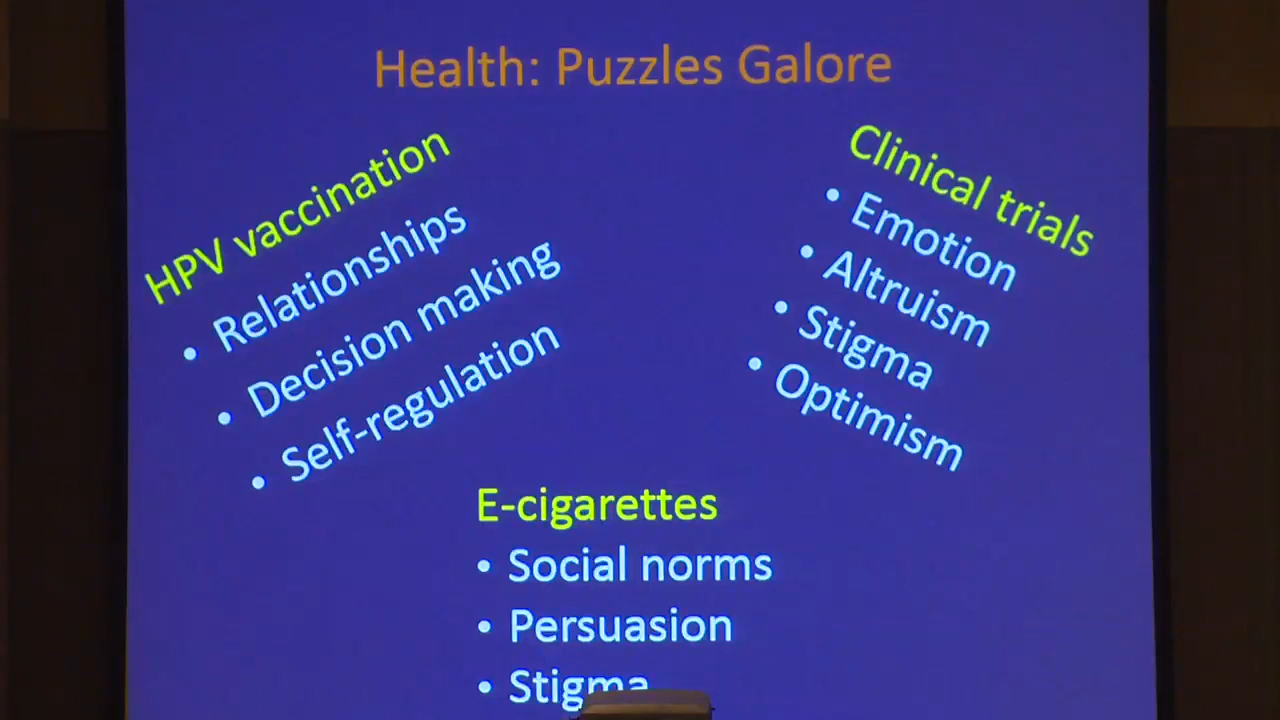 Health: Puzzles Galore
HPV vaccination
• Relationships
• Decision making
• Self-regulation
Clinical trials
• Emotion
• Altruism
• Stigma
• Optimism
E-cigarettes
• Social norms
• Persuasion
• Stigma